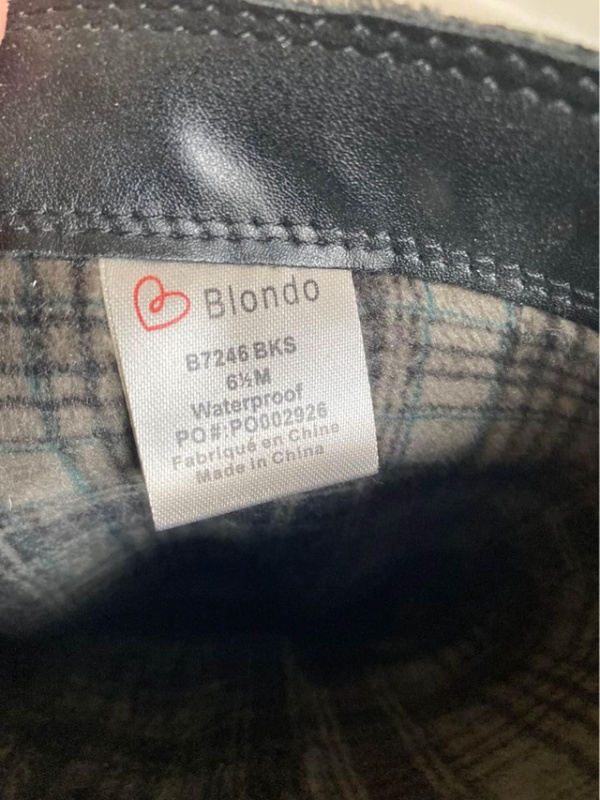 Blondo
B7246 BKS
6½M
Waterproof
PO#:PO002926
Fabriqué en Chine
Made in China